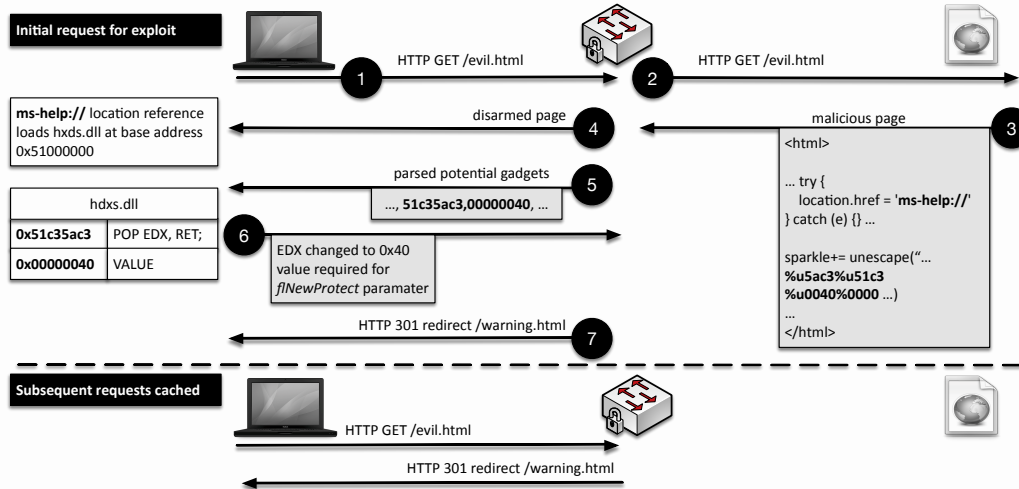 Initial request for exploit
HTTP GET /evil.html
HTTP GET /evil.html
1
2
ms-help:// location reference
loads hxds.dll at base address
0x51000000
disarmed page
4
malicious page
3
<html>
... try {
location.href = 'ms-help://'
} catch (e) {} ...
sparkle+= unescape("...
%u5ac3%u51c3
%u0040%0000 ...)
...
</html>
parsed potential gadgets
5
..., 51c35ac3,00000040, ...
hdxs.dll
0x51c35ac3 POP EDX, RET;
0x00000040 VALUE
6
EDX changed to 0x40
value required for
flNewProtect paramater
HTTP 301 redirect /warning.html
7
Subsequent requests cached
HTTP GET /evil.html
HTTP 301 redirect /warning.html